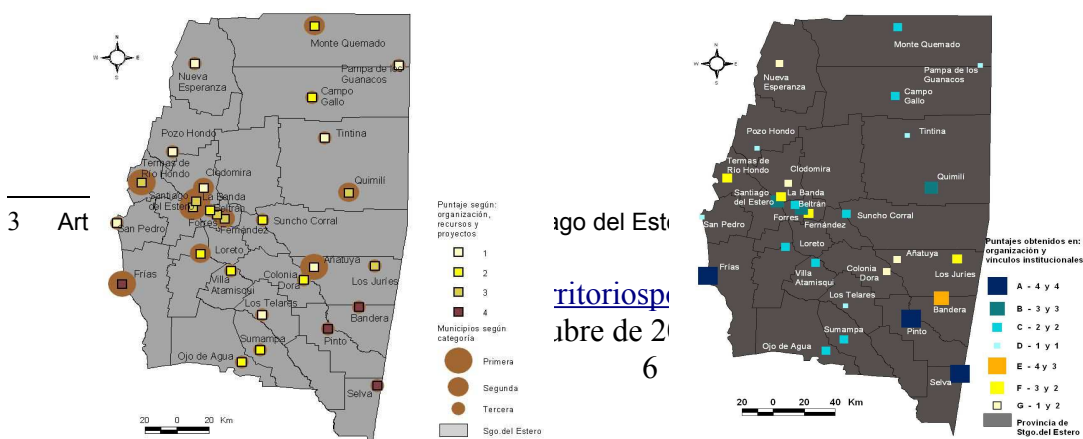 Monte Quemado
Pampa de los
Guanacos
Nueva
Esperanza
Campo
Gallo
Pozo Hondo
Tintina
Termas de
Río Hondo
Clodomira
Quimilí
Santiago
del Estero
La Banda
Beltrán
Forres
Fernández
Suncho Corral
San Pedro
Loreto
Añatuya
Frías
Villa
Atamisqui
Colonia
Dora
Los Juríes
Los Telares
Bandera
Pinto
Sumampa
Ojo de Agua
Selva
N
W E
S
20 0 20 Km
Puntaje según:
organización,
recursos y
proyectos
1
2
3
4
Municipios según
categoría
Primera
Segunda
Tercera
Sgo.del Estero
3 Art
ago del Este
rritoriospo
ubre de 20
6
Monte Quemado
Pampa de los
Guanacos
Nueva
Esperanza
Campo
Gallo
Pozo Hondo
Tintina
Termas de
Río Hondo
Clodomira
Quimilí
Santiago
del Estero
La Banda
Beltrán
Forres
Fernández
Suncho Corral
San Pedro
Loreto
Añatuya
Frías
Villa
Atamisqui
Colonia
Dora
Los Juríes
Los Telares
Bandera
Pinto
Sumampa
Ojo de Agua
Selva
N
W E
S
20 0 20 40 Km
Puntajes obtenidos en:
organización y
vínculos institucionales
A - 4 y 4
B - 3 y 3
C - 2 y 2
D - 1 y 1
E - 4 y 3
F - 3 y 2
G - 1 y 2
Provincia de
Stgo.del Estero